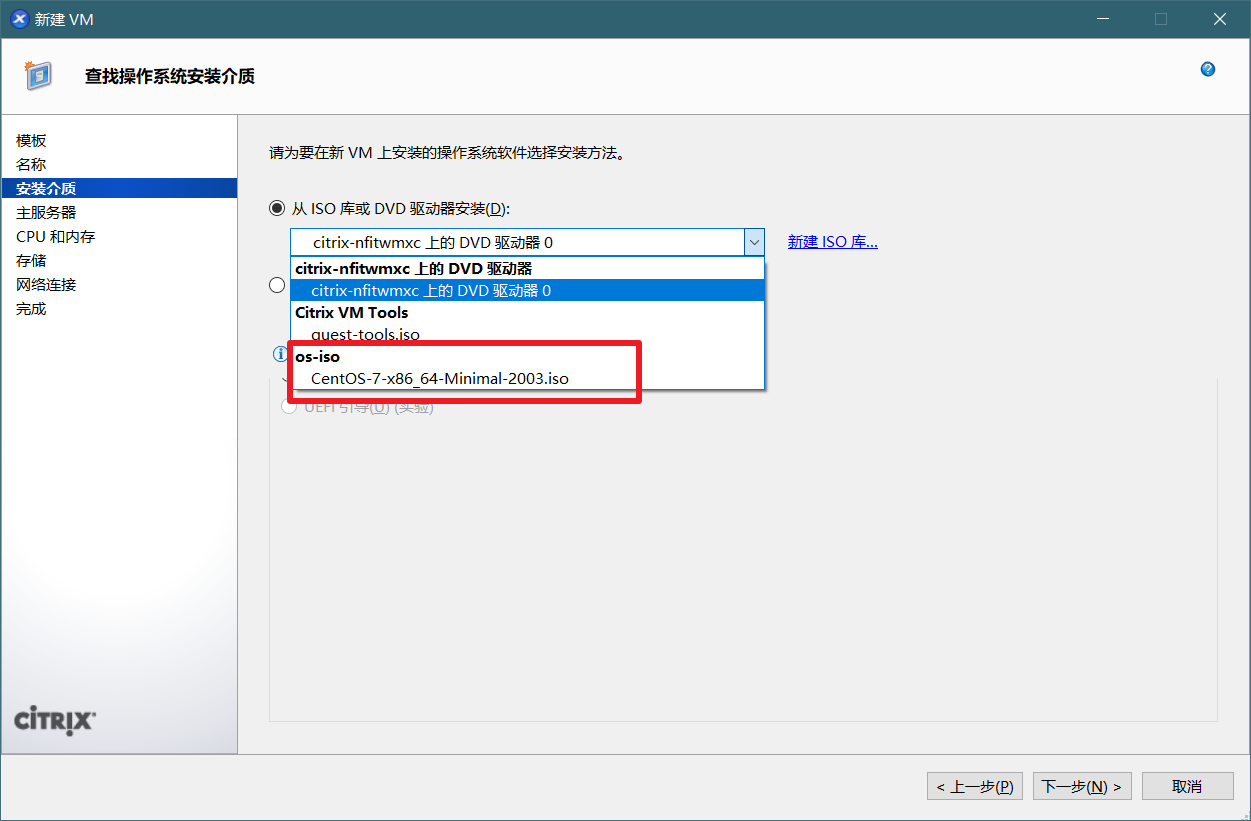 新建 VM
查找操作系统安装介质
模板
名称
安装介质
主服务器
CPU 和内存
存储
网络连接
完成
请为要在新 VM 上安装的操作系统软件选择安装方法。
从 ISO 库或 DVD 驱动器安装(D):
citrix-nfitwmxc 上的 DVD 驱动器 0
新建 ISO 库...
citrix-nfitwmxc 上的 DVD 驱动器
citrix-nfitwmxc 上的 DVD 驱动器 0
Citrix VM Tools
guest-tools.iso
os-iso
CentOS-7-x86_64-Minimal-2003.iso
UEFI 引导(U) (实验)
CİTRIX
< 上一步(P)
下一步(N) >
取消